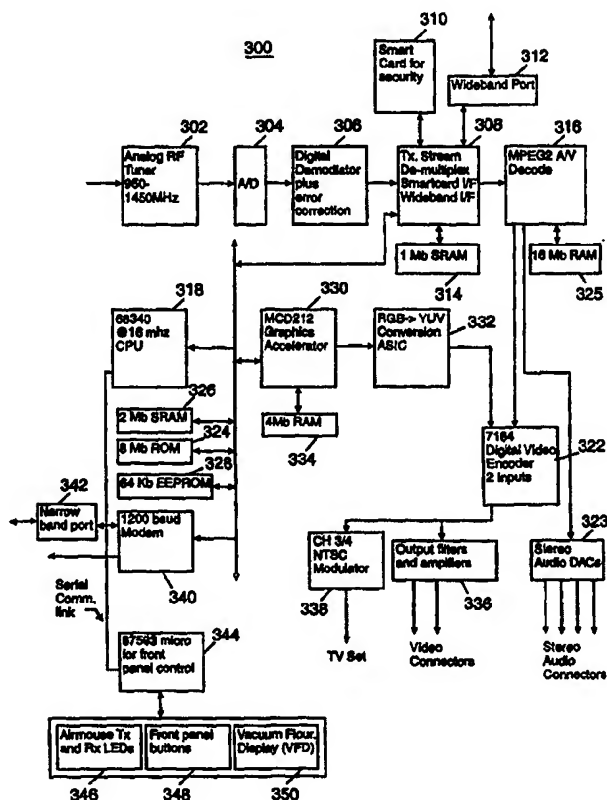 300
310
Smart
Card for
security
312
Wideband Port
302
Analog RF
Tuner
950-
1450MHz
304
A/D
306
Digital
Demodlator
plus
error
correction
308
Tx. Stream
De-multiplex
Smartcard I/F
Wideband I/F
316
MPEG2 A/V
Decode
1 Mb SRAM
314
16 Mb RAM
325
318
68340
@16 mhz
CPU
330
MCD212
Graphics
Accelerator
RGB-> YUV
Conversion
ASIC
332
326
2 Mb SRAM
324
8 Mb ROM
328
64 Kb EEPROM
4Mb RAM
334
7184
Digital Video
Encoder
2 Inputs
322
342
Narrow
band port
1200 baud
Modem
340
CH 3/4
NTSC
Modulator
338
Output filters
and amplifiers
336
323
Stereo
Audio DACs
Serial
Comm.
link
TV Set
Video
Connectors
Stereo
Audio
Connectors
344
87593 micro
for front
panel control
Airmouse Tx
and Rx LEDs
Front panel
buttons
Vacuum Flour.
Display (VFD)
346
348
350